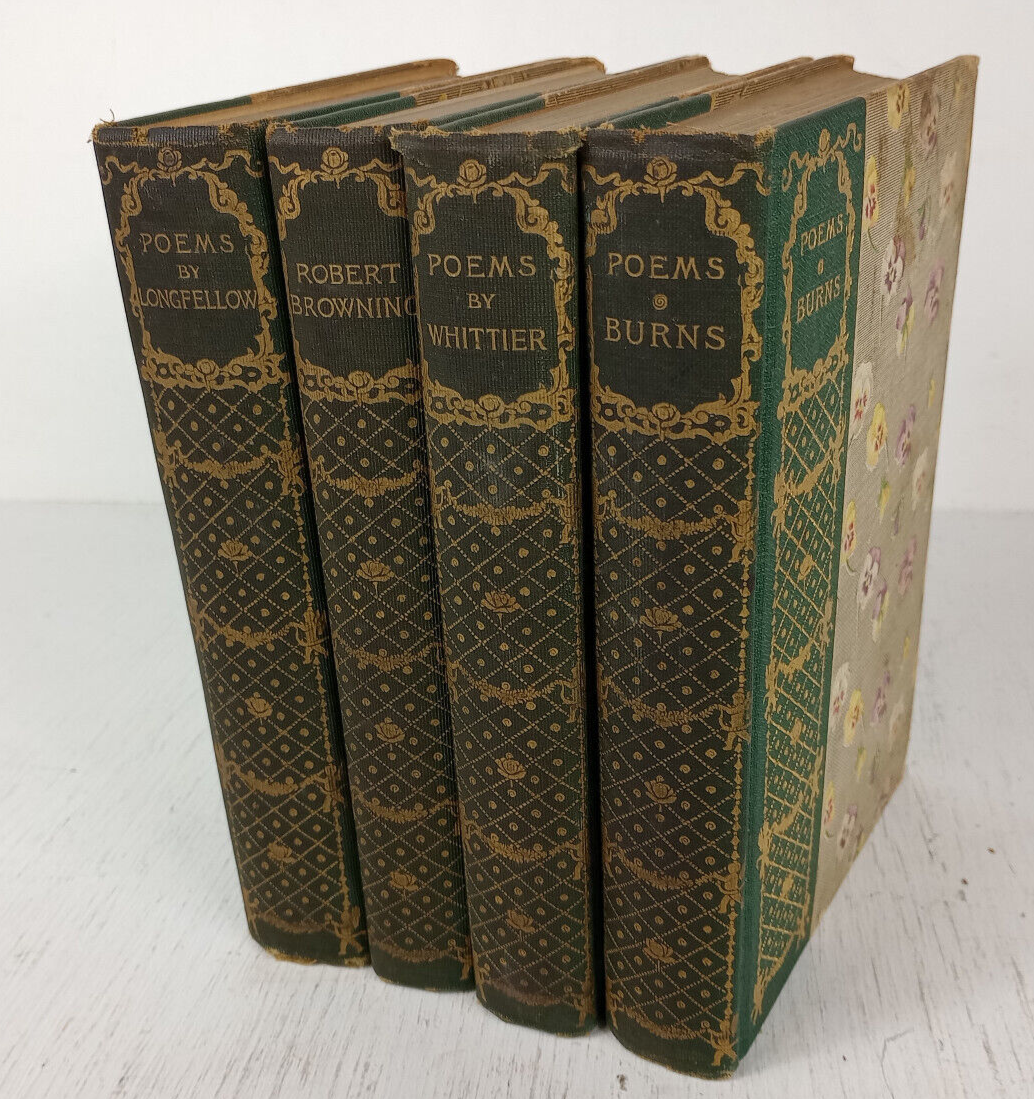 POEMS
BY
LONGFELLOW
ROBERT
BROWNING
POEMS
BY
WHITTIER
POEMS
BURNS
POEMS
BURNS